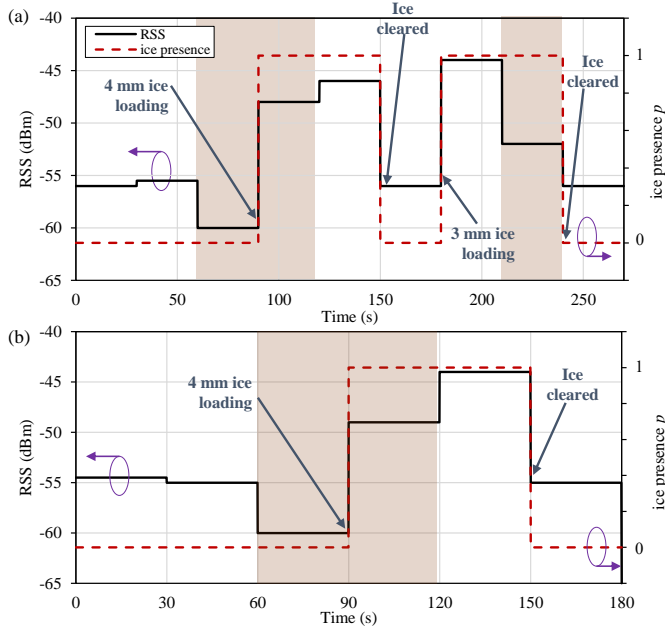 (a)
-40
-45
-50
-55
-60
-65
RSS (dBm)
RSS
ice presence
4 mm ice
loading
Ice
cleared
3 mm ice
loading
Ice
cleared
1
0
ice presence p
0 50 100 150 200 250
Time (s)
(b)
-40
-45
-50
-55
-60
-65
RSS (dBm)
4 mm ice
loading
Ice
cleared
1
0
ice presence p
0 30 60 90 120 150 180
Time (s)